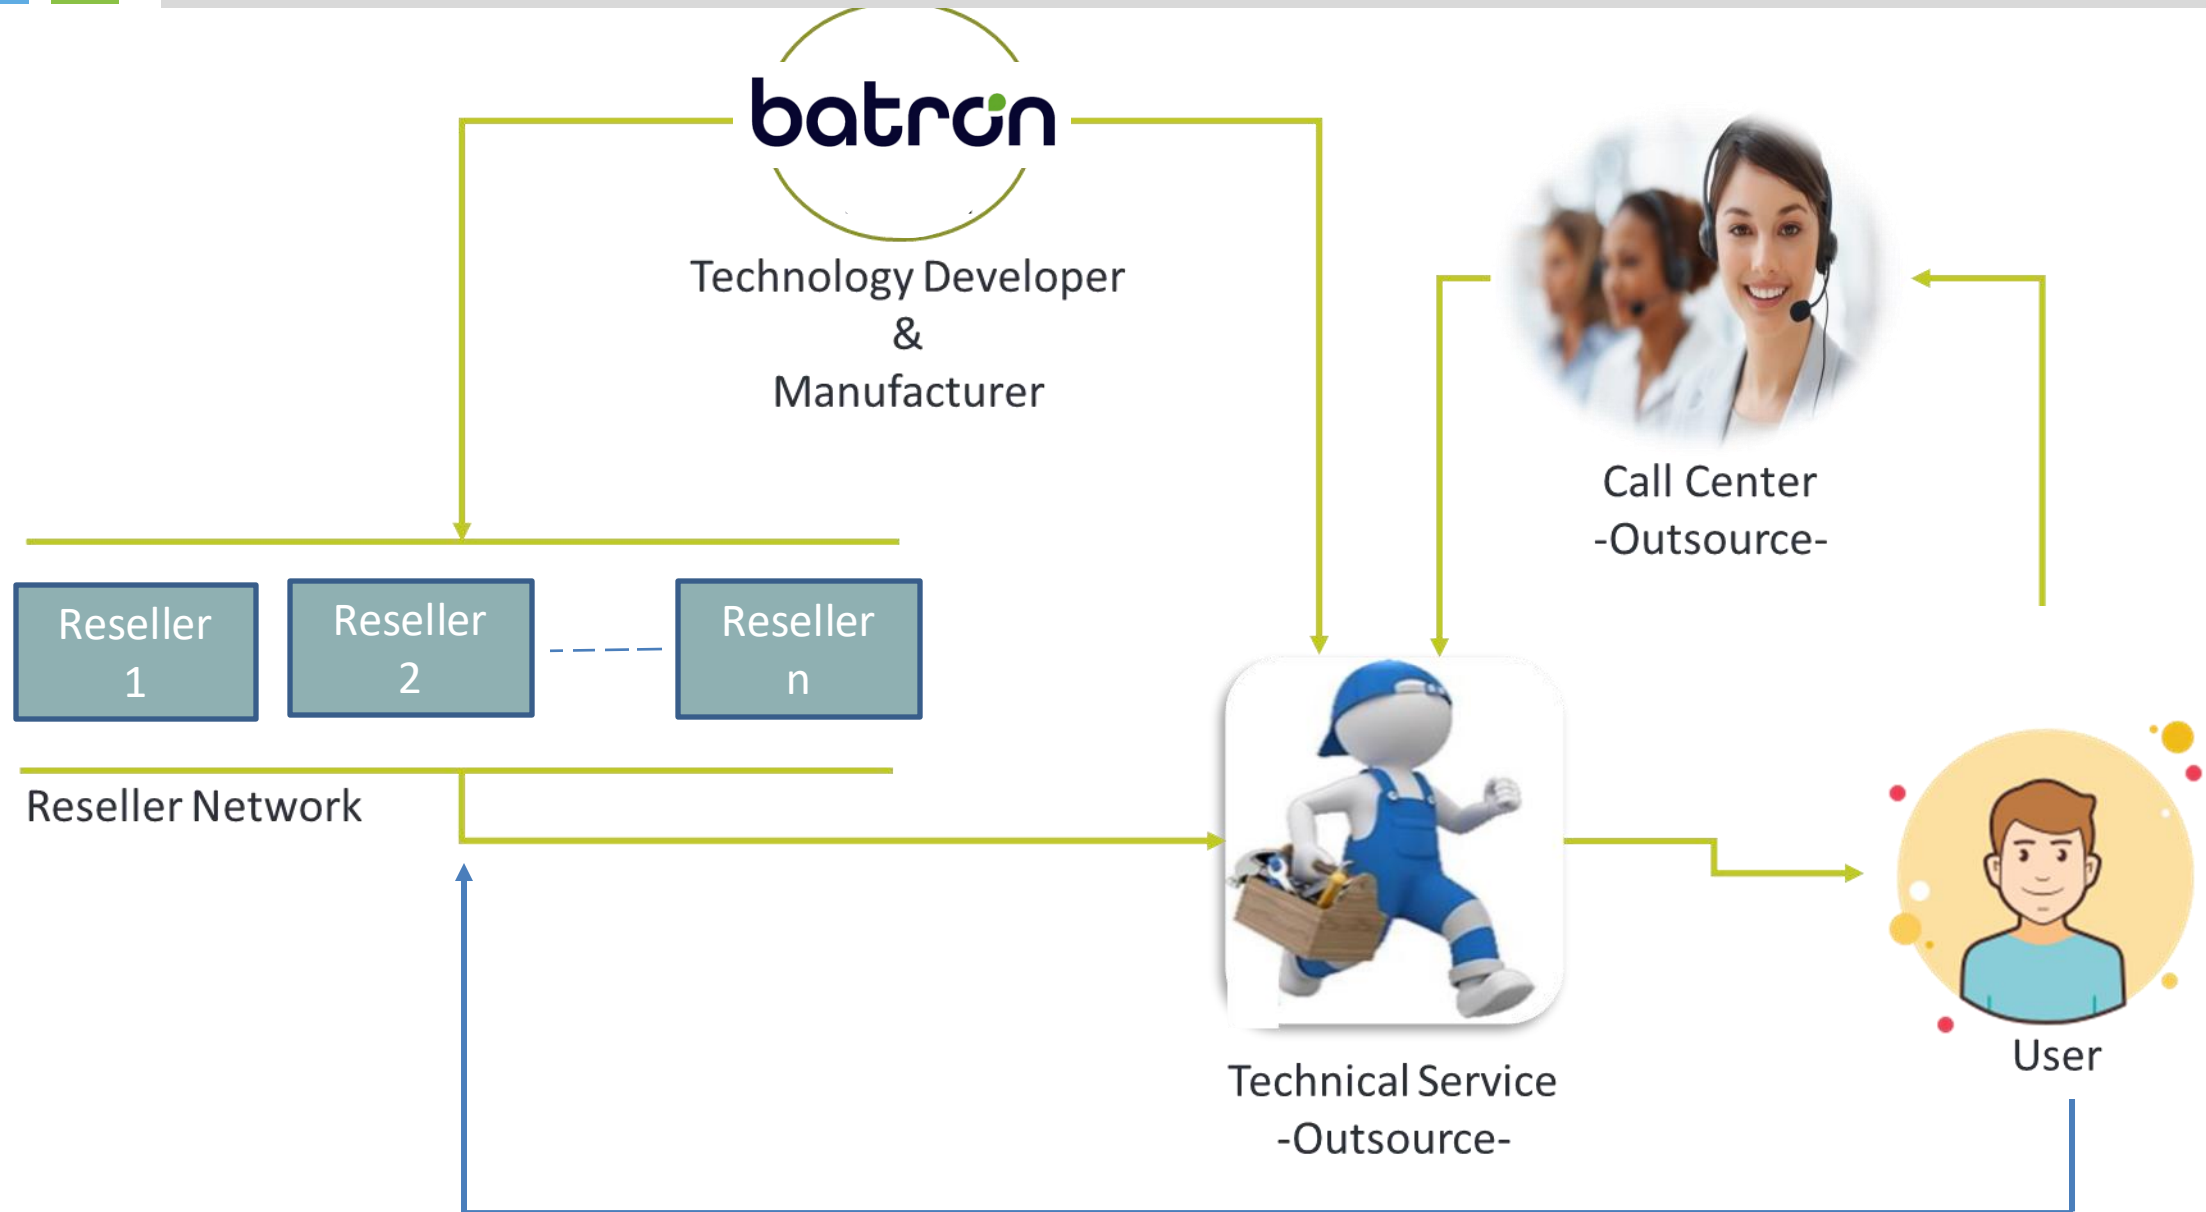 batron
Technology Developer
&
Manufacturer
Call Center
-Outsource-
Reseller
1
Reseller
2
Reseller
n
Reseller Network
Technical Service
-Outsource-
User